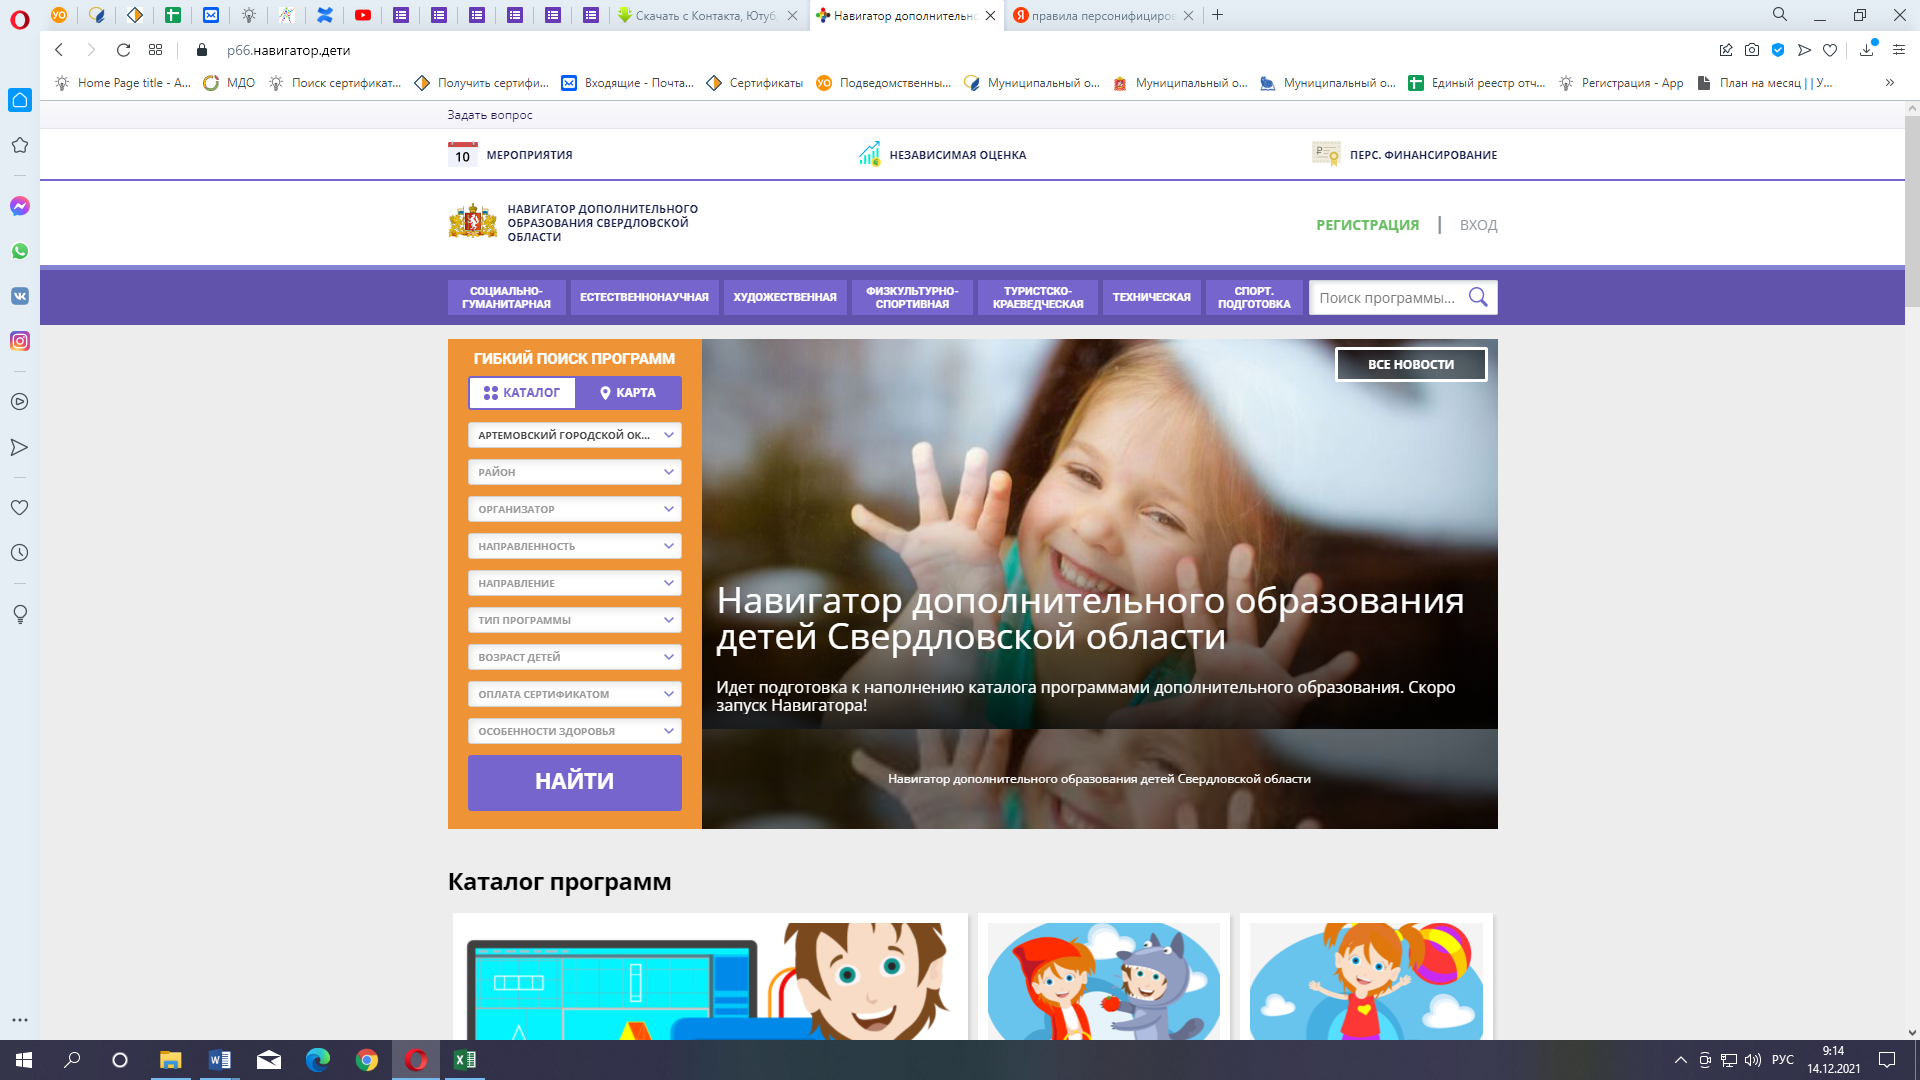 УО
Скачать с Контакта, Ютуб,
Навигатор дополнительн
Я правила персонифициров
р66.навигатор.дети
Home Page title - A...
МДО
Поиск сертификат...
Получить сертифи...
Входящие - Почта...
Сертификаты
УО Подведомственны...
Муниципальный о...
Муниципальный о...
Муниципальный о...
Единый реестр отч...
Регистрация - App
План на месяц | | У...
»
Задать вопрос
10 МЕРОПРИЯТИЯ
НЕЗАВИСИМАЯ ОЦЕНКА
ПЕРС. ФИНАНСИРОВАНИЕ
НАВИГАТОР ДОПОЛНИТЕЛЬНОГО
ОБРАЗОВАНИЯ СВЕРДЛОВСКОЙ
ОБЛАСТИ
РЕГИСТРАЦИЯ | ВХОД
СОЦИАЛЬНО-
ГУМАНИТАРНАЯ
ЕСТЕСТВЕННОНАУЧНАЯ
ХУДОЖЕСТВЕННАЯ
ФИЗКУЛЬТУРНО-
СПОРТИВНАЯ
ТУРИСТСКО-
КРАЕВЕДЧЕСКАЯ
ТЕХНИЧЕСКАЯ
СПОРТ.
ПОДГОТОВКА
Поиск программы...
ГИБКИЙ ПОИСК ПРОГРАММ
КАТАЛОГ
КАРТА
АРТЕМОВСКИЙ ГОРОДСКОЙ ОК...
РАЙОН
ОРГАНИЗАТОР
НАПРАВЛЕННОСТЬ
НАПРАВЛЕНИЕ
ТИП ПРОГРАММЫ
ВОЗРАСТ ДЕТЕЙ
ОПЛАТА СЕРТИФИКАТОМ
ОСОБЕННОСТИ ЗДОРОВЬЯ
НАЙТИ
ВСЕ НОВОСТИ
Навигатор дополнительного образования
детей Свердловской области
Идет подготовка к наполнению каталога программами дополнительного образования. Скоро
запуск Навигатора!
Навигатор дополнительного образования детей Свердловской области
Каталог программ
РУС
9:14
14.12.2021